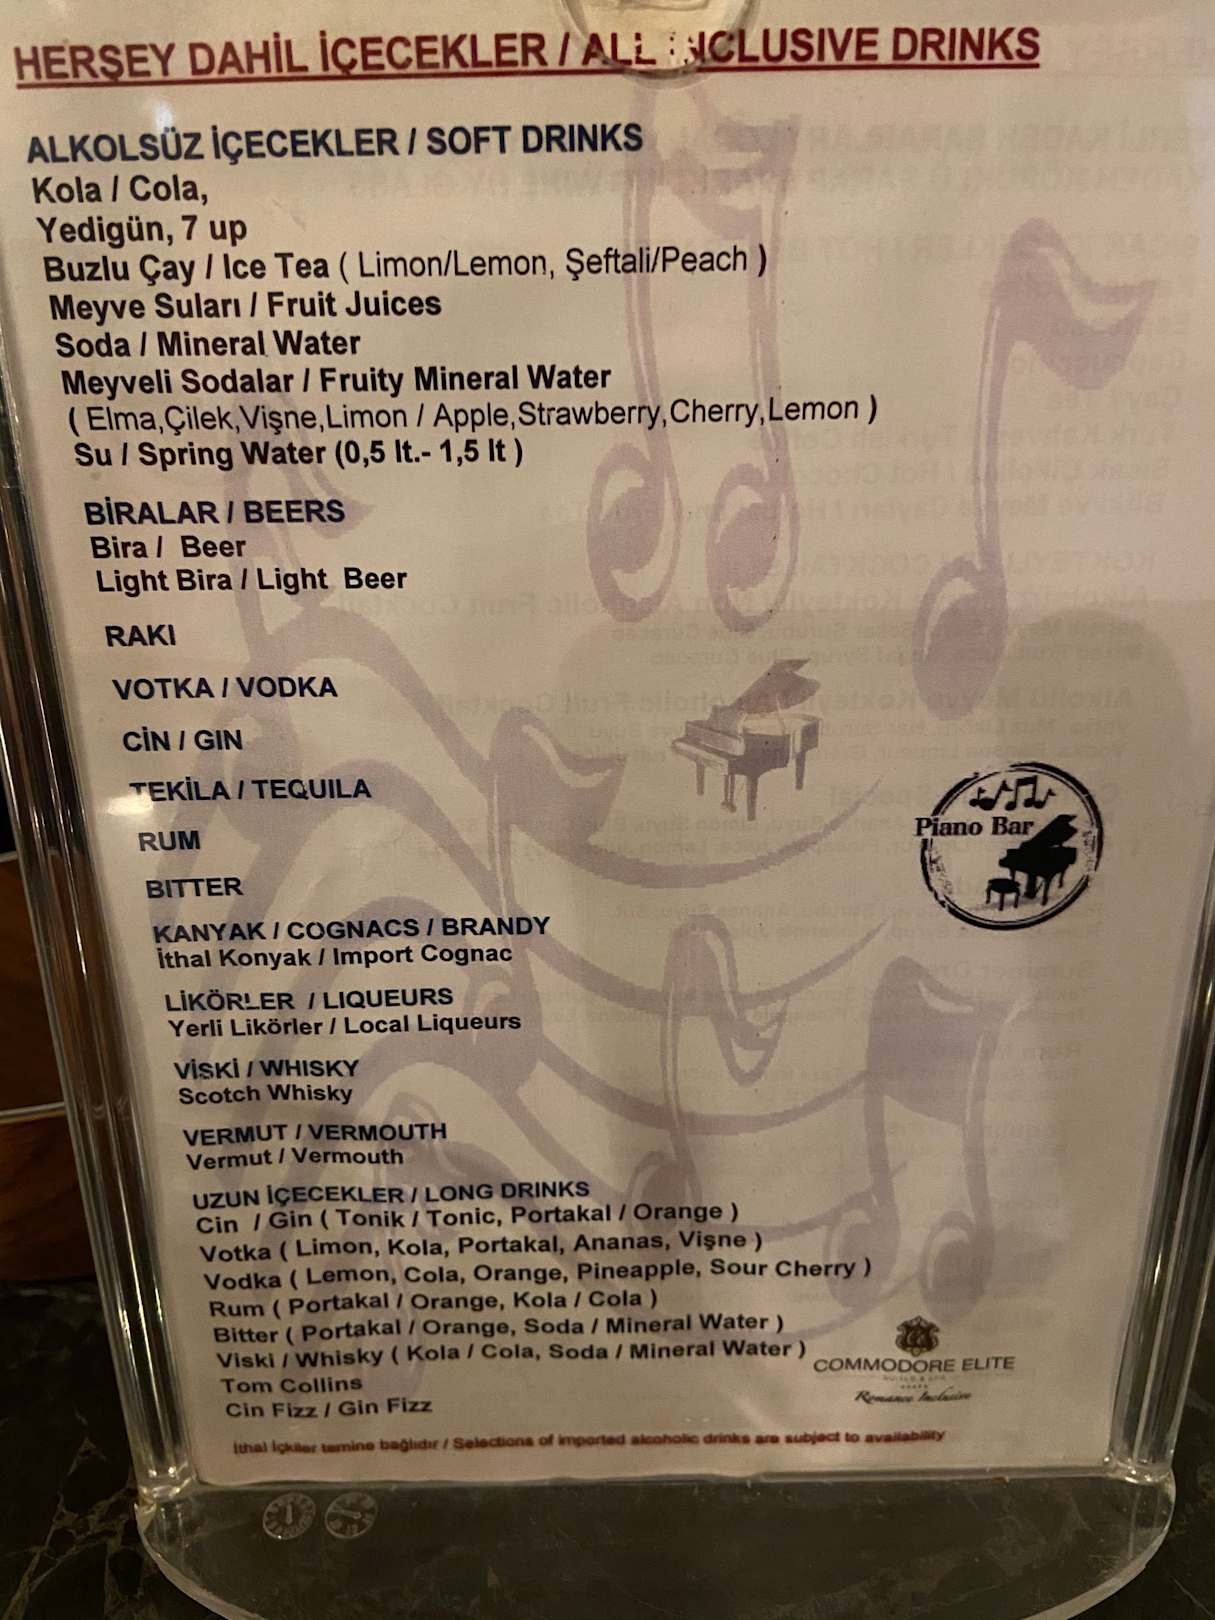 HERŞEY DAHİL İÇECEKLER / ALL INCLUSIVE DRINKS
ALKOLSÜZ İÇECEKLER / SOFT DRINKS
Kola / Cola,
Yedigün, 7 up
Buzlu Çay / Ice Tea ( Limon/Lemon, Şeftali/Peach )
Meyve Suları / Fruit Juices
Soda / Mineral Water
Meyveli Sodalar / Fruity Mineral Water
( Elma,Çilek,Vişne,Limon / Apple,Strawberry,Cherry,Lemon )
Su / Spring Water (0,5 lt.- 1,5 lt )
BİRALAR / BEERS
Bira / Beer
Light Bira / Light Beer
RAKI
VOTKA / VODKA
CİN / GIN
TEKİLA / TEQUILA
RUM
BITTER
KANYAK / COGNACS / BRANDY
İthal Konyak / Import Cognac
LİKÖRLER / LIQUEURS
Yerli Likörler / Local Liqueurs
VİSKİ / WHISKY
Scotch Whisky
VERMUT / VERMOUTH
Vermut / Vermouth
UZUN İÇECEKLER / LONG DRINKS
Cin / Gin ( Tonik / Tonic, Portakal / Orange )
Votka ( Limon, Kola, Portakal, Ananas, Vişne )
Vodka ( Lemon, Cola, Orange, Pineapple, Sour Cherry )
Rum ( Portakal / Orange, Kola / Cola )
Bitter ( Portakal / Orange, Soda / Mineral Water )
Viski / Whisky ( Kola / Cola, Soda / Mineral Water )
Tom Collins
Cin Fizz / Gin Fizz
İthal İçkiler temine bağlıdır / Selections of imported alcoholic drinks are subject to availability
Piano Bar
COMMODORE ELITE
Romance Inclusive